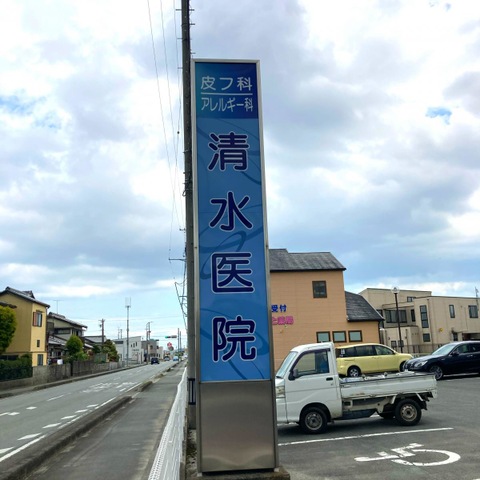 皮フ科
アレルギー科
清水医院
受付